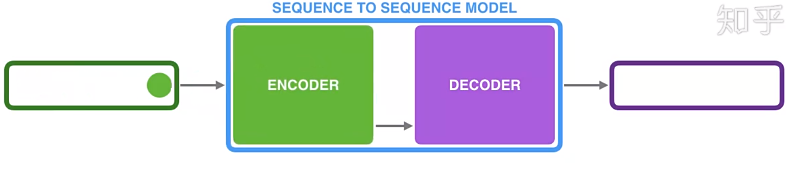 SEQUENCE TO SEQUENCE MODEL
知乎
ENCODER
DECODER